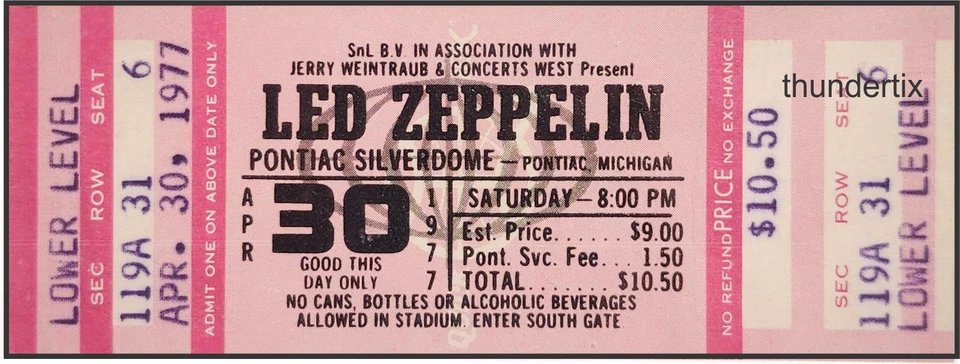 LOWER LEVEL
SEC ROW SEAT
119A 31 6
APR. 30, 1977
ADMIT ONE ON ABOVE DATE ONLY
SnL B.V. IN ASSOCIATION WITH
JERRY WEINTRAUB & CONCERTS WEST Present
LED ZEPPELIN
PONTIAC SILVERDOME – PONTIAC, MICHIGAN
APR 30 1977
GOOD THIS
DAY ONLY
SATURDAY – 8:00 PM
Est. Price....... $9.00
Pont. Svc. Fee... 1.50
TOTAL........ $10.50
NO CANS, BOTTLES OR ALCOHOLIC BEVERAGES
ALLOWED IN STADIUM. ENTER SOUTH GATE
NO REFUND PRICE NO EXCHANGE
$10.50
thundertix
SEC ROW SEAT
119A 31 6
LOWER LEVEL